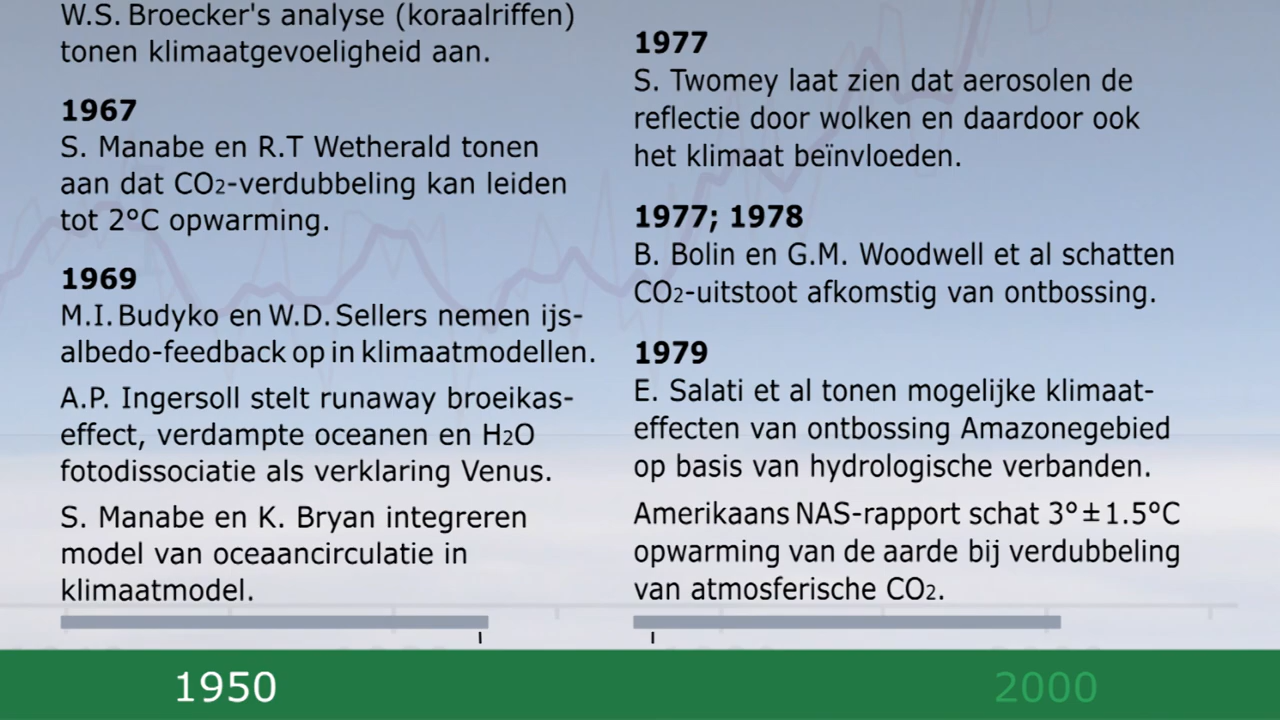 W.S. Broecker's analyse (koraalriffen)
tonen klimaatgevoeligheid aan.
1967
S. Manabe en R.T Wetherald tonen
aan dat CO2-verdubbeling kan leiden
tot 2°C opwarming.
1969
M.I. Budyko en W.D. Sellers nemen ijs-
albedo-feedback op in klimaatmodellen.
A.P. Ingersoll stelt runaway broeikas-
effect, verdampte oceanen en H2O
fotodissociatie als verklaring Venus.
S. Manabe en K. Bryan integreren
model van oceaancirculatie in
klimaatmodel.
1977
S. Twomey laat zien dat aerosolen de
reflectie door wolken en daardoor ook
het klimaat beïnvloeden.
1977; 1978
B. Bolin en G.M. Woodwell et al schatten
CO2-uitstoot afkomstig van ontbossing.
1979
E. Salati et al tonen mogelijke klimaat-
effecten van ontbossing Amazonegebied
op basis van hydrologische verbanden.
Amerikaans NAS-rapport schat 3°±1.5°C
opwarming van de aarde bij verdubbeling
van atmosferische CO2.
1950
2000